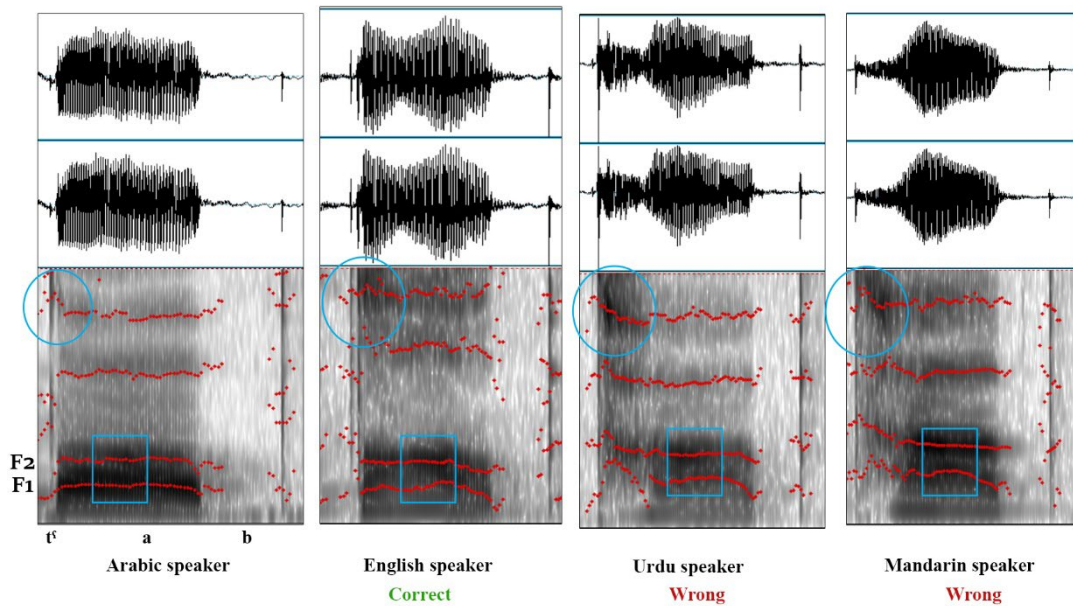 F2
F1
tˤ a b
Arabic speaker English speaker Urdu speaker Mandarin speaker
Correct Wrong Wrong